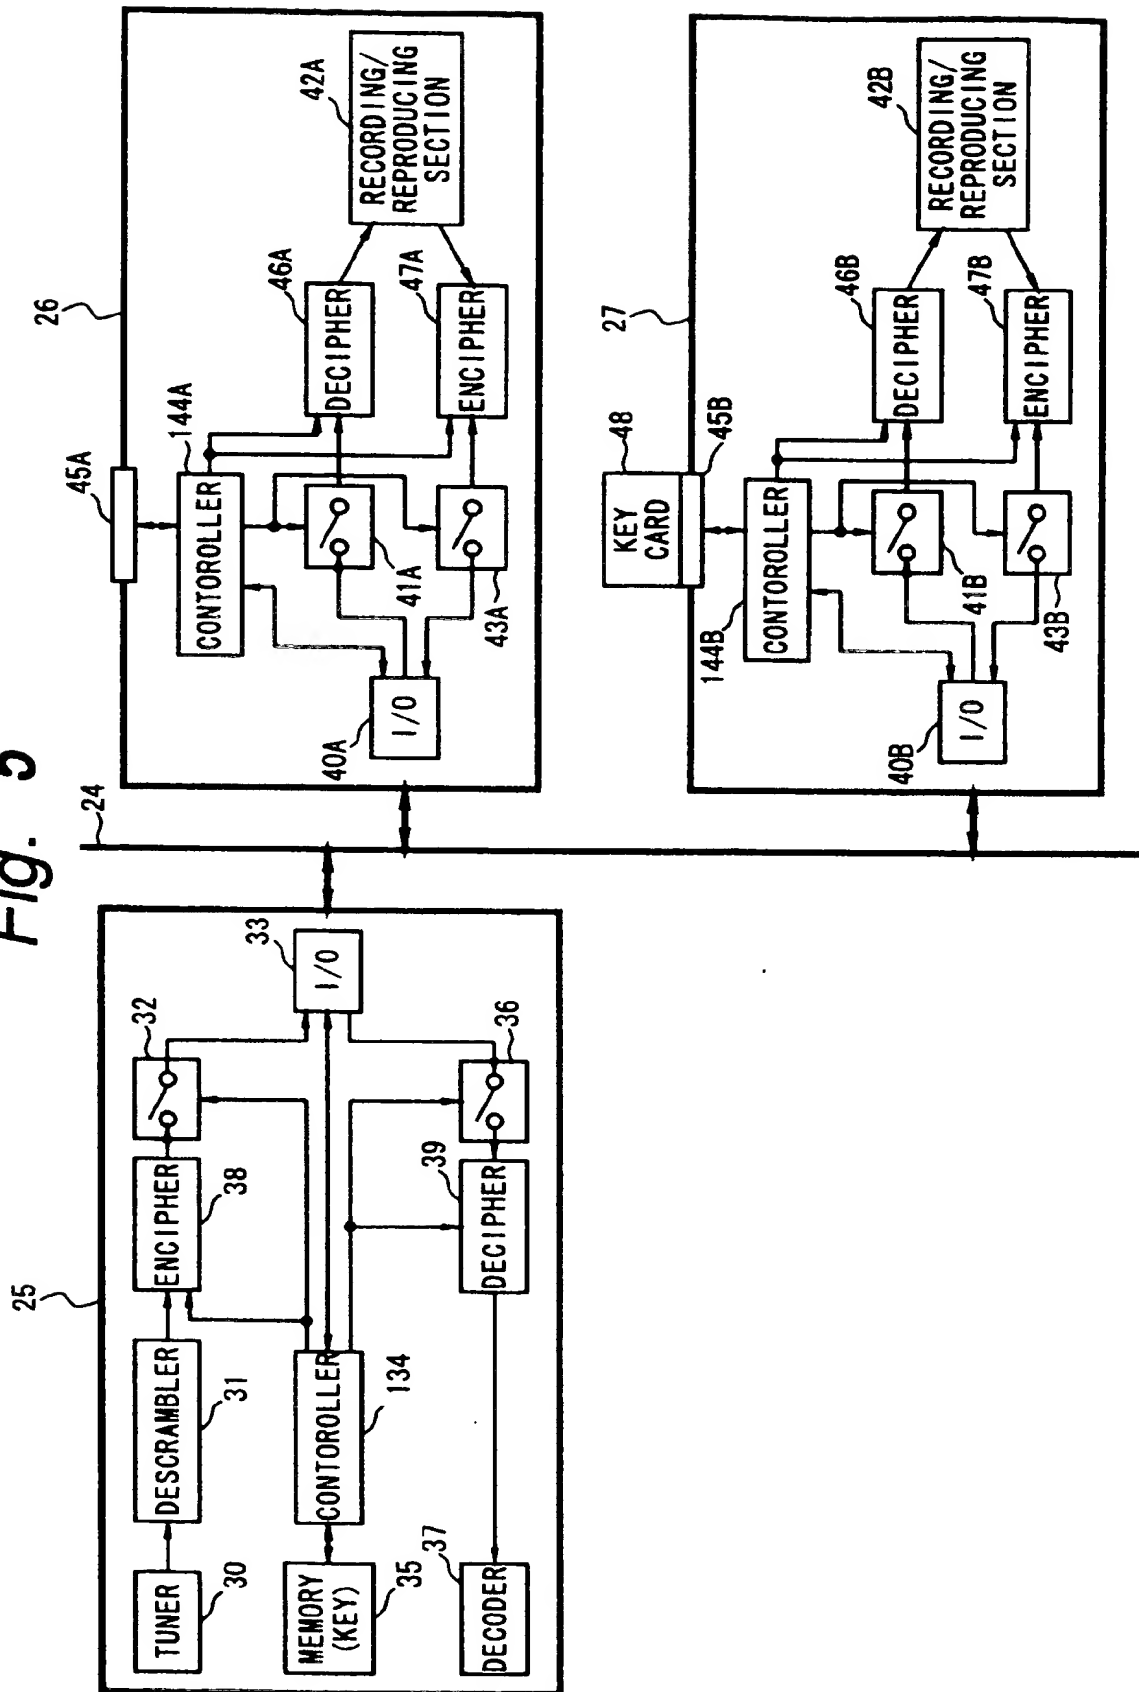 Fig. 5
25
TUNER
30
DESCRAMBLER
31
ENCIPHER
38
32
33
I/O
MEMORY
(KEY)
35
CONTOROLLER
134
DECODER
37
DECIPHER
39
36
24
26
45A
CONTOROLLER
144A
40A
I/O
41A
43A
DECIPHER
46A
ENCIPHER
47A
RECORDING/
REPRODUCING
SECTION
42A
27
KEY
CARD
48
45B
CONTOROLLER
144B
40B
I/O
41B
43B
DECIPHER
46B
ENCIPHER
47B
RECORDING/
REPRODUCING
SECTION
42B